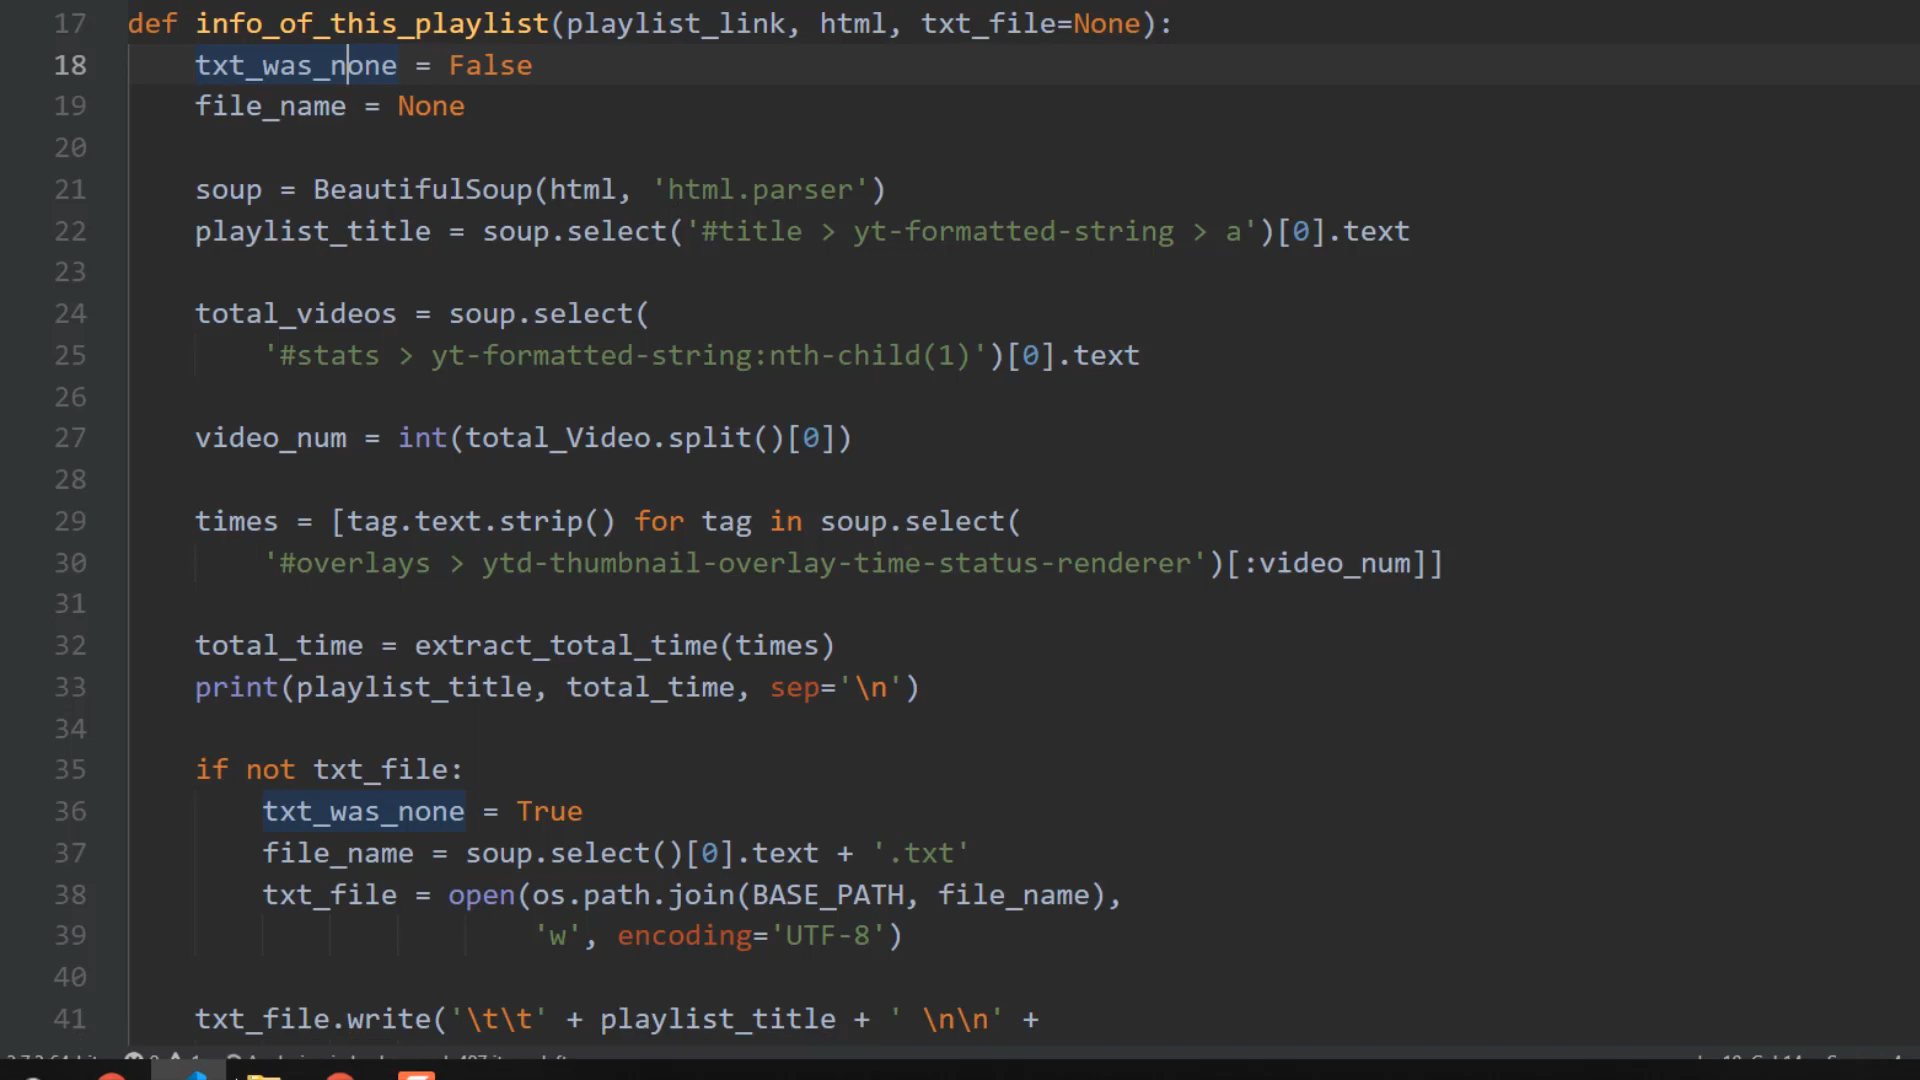 17 def info_of_this_playlist(playlist_link, html, txt_file=None):
18     txt_was_none = False
19     file_name = None
20
21     soup = BeautifulSoup(html, 'html.parser')
22     playlist_title = soup.select('#title > yt-formatted-string > a')[0].text
23
24     total_videos = soup.select(
25         '#stats > yt-formatted-string:nth-child(1)')[0].text
26
27     video_num = int(total_Video.split()[0])
28
29     times = [tag.text.strip() for tag in soup.select(
30         '#overlays > ytd-thumbnail-overlay-time-status-renderer')[:video_num]]
31
32     total_time = extract_total_time(times)
33     print(playlist_title, total_time, sep='\n')
34
35     if not txt_file:
36         txt_was_none = True
37         file_name = soup.select()[0].text + '.txt'
38         txt_file = open(os.path.join(BASE_PATH, file_name),
39                         'w', encoding='UTF-8')
40
41     txt_file.write('\t\t' + playlist_title + ' \n\n' +